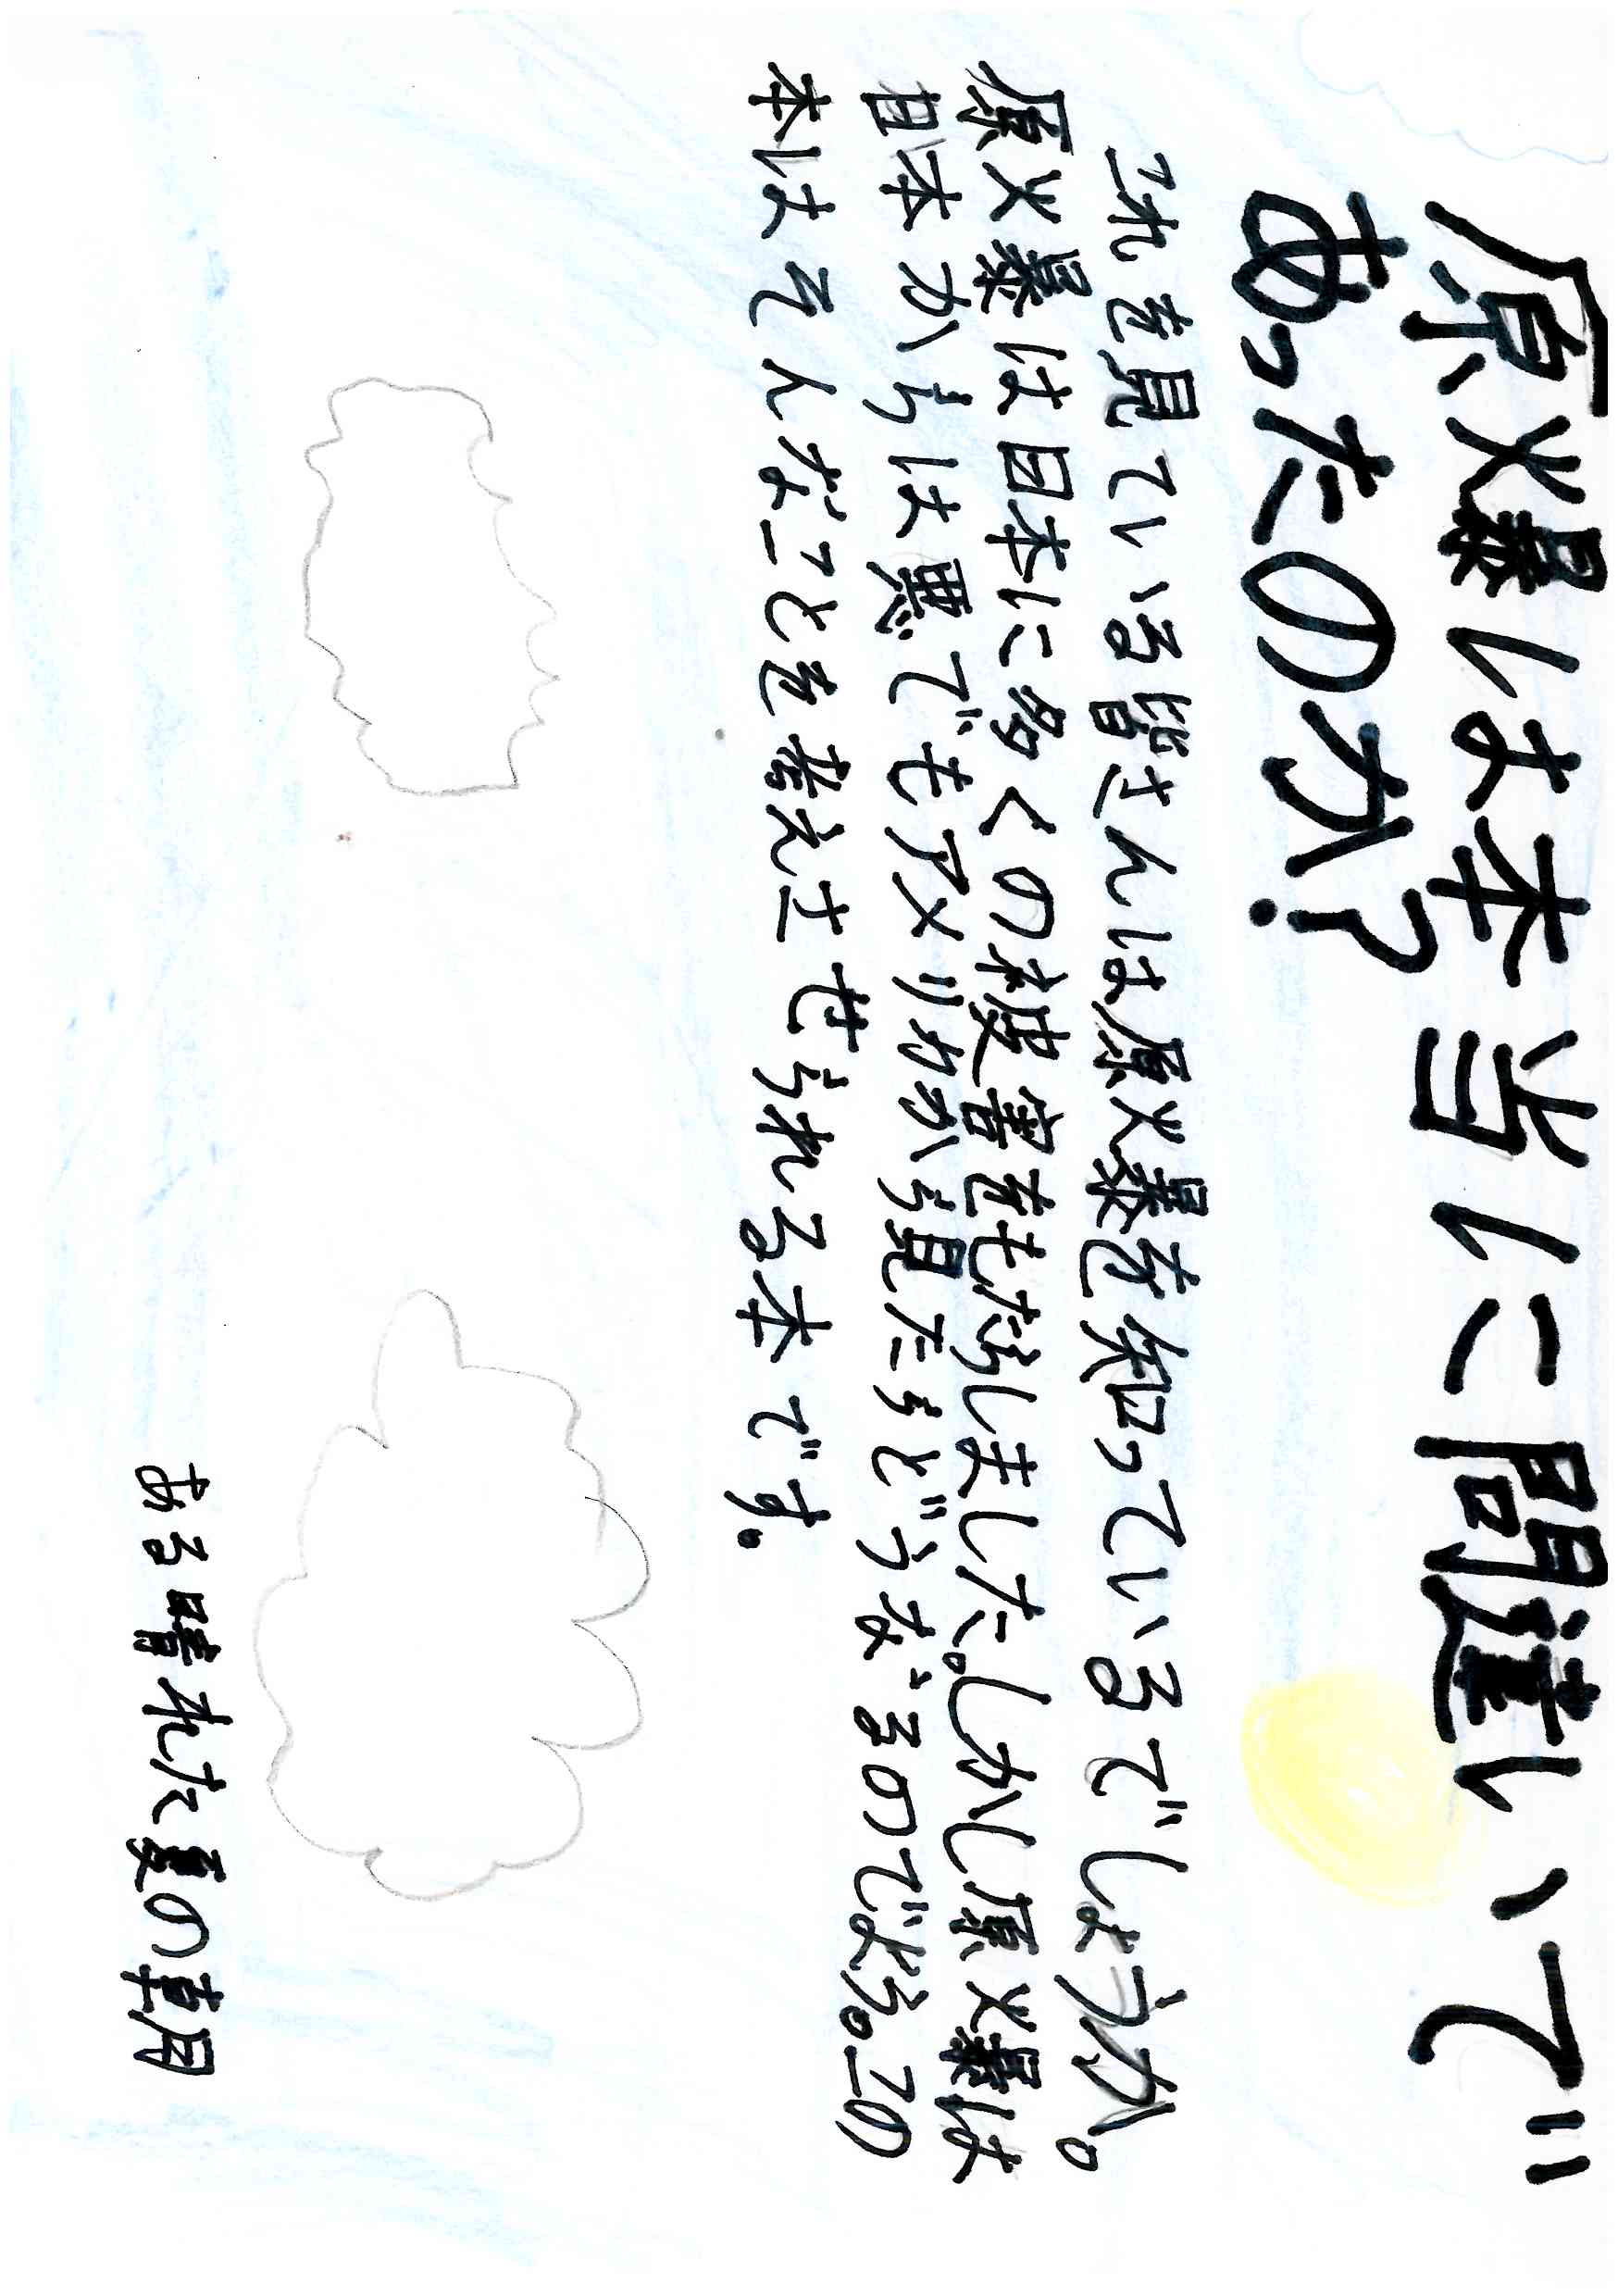 原爆は本当に間違いで
あったのか?
これを見ている皆さんは原爆を知っているでしょうか。
原爆は日本に多くの被害をもたらしました。しかし原爆は
日本からは悪でもアメリカから見たらどうなるのでよう。この
本はそんなことを考えさせられる本です。
ある晴れた夏の朝